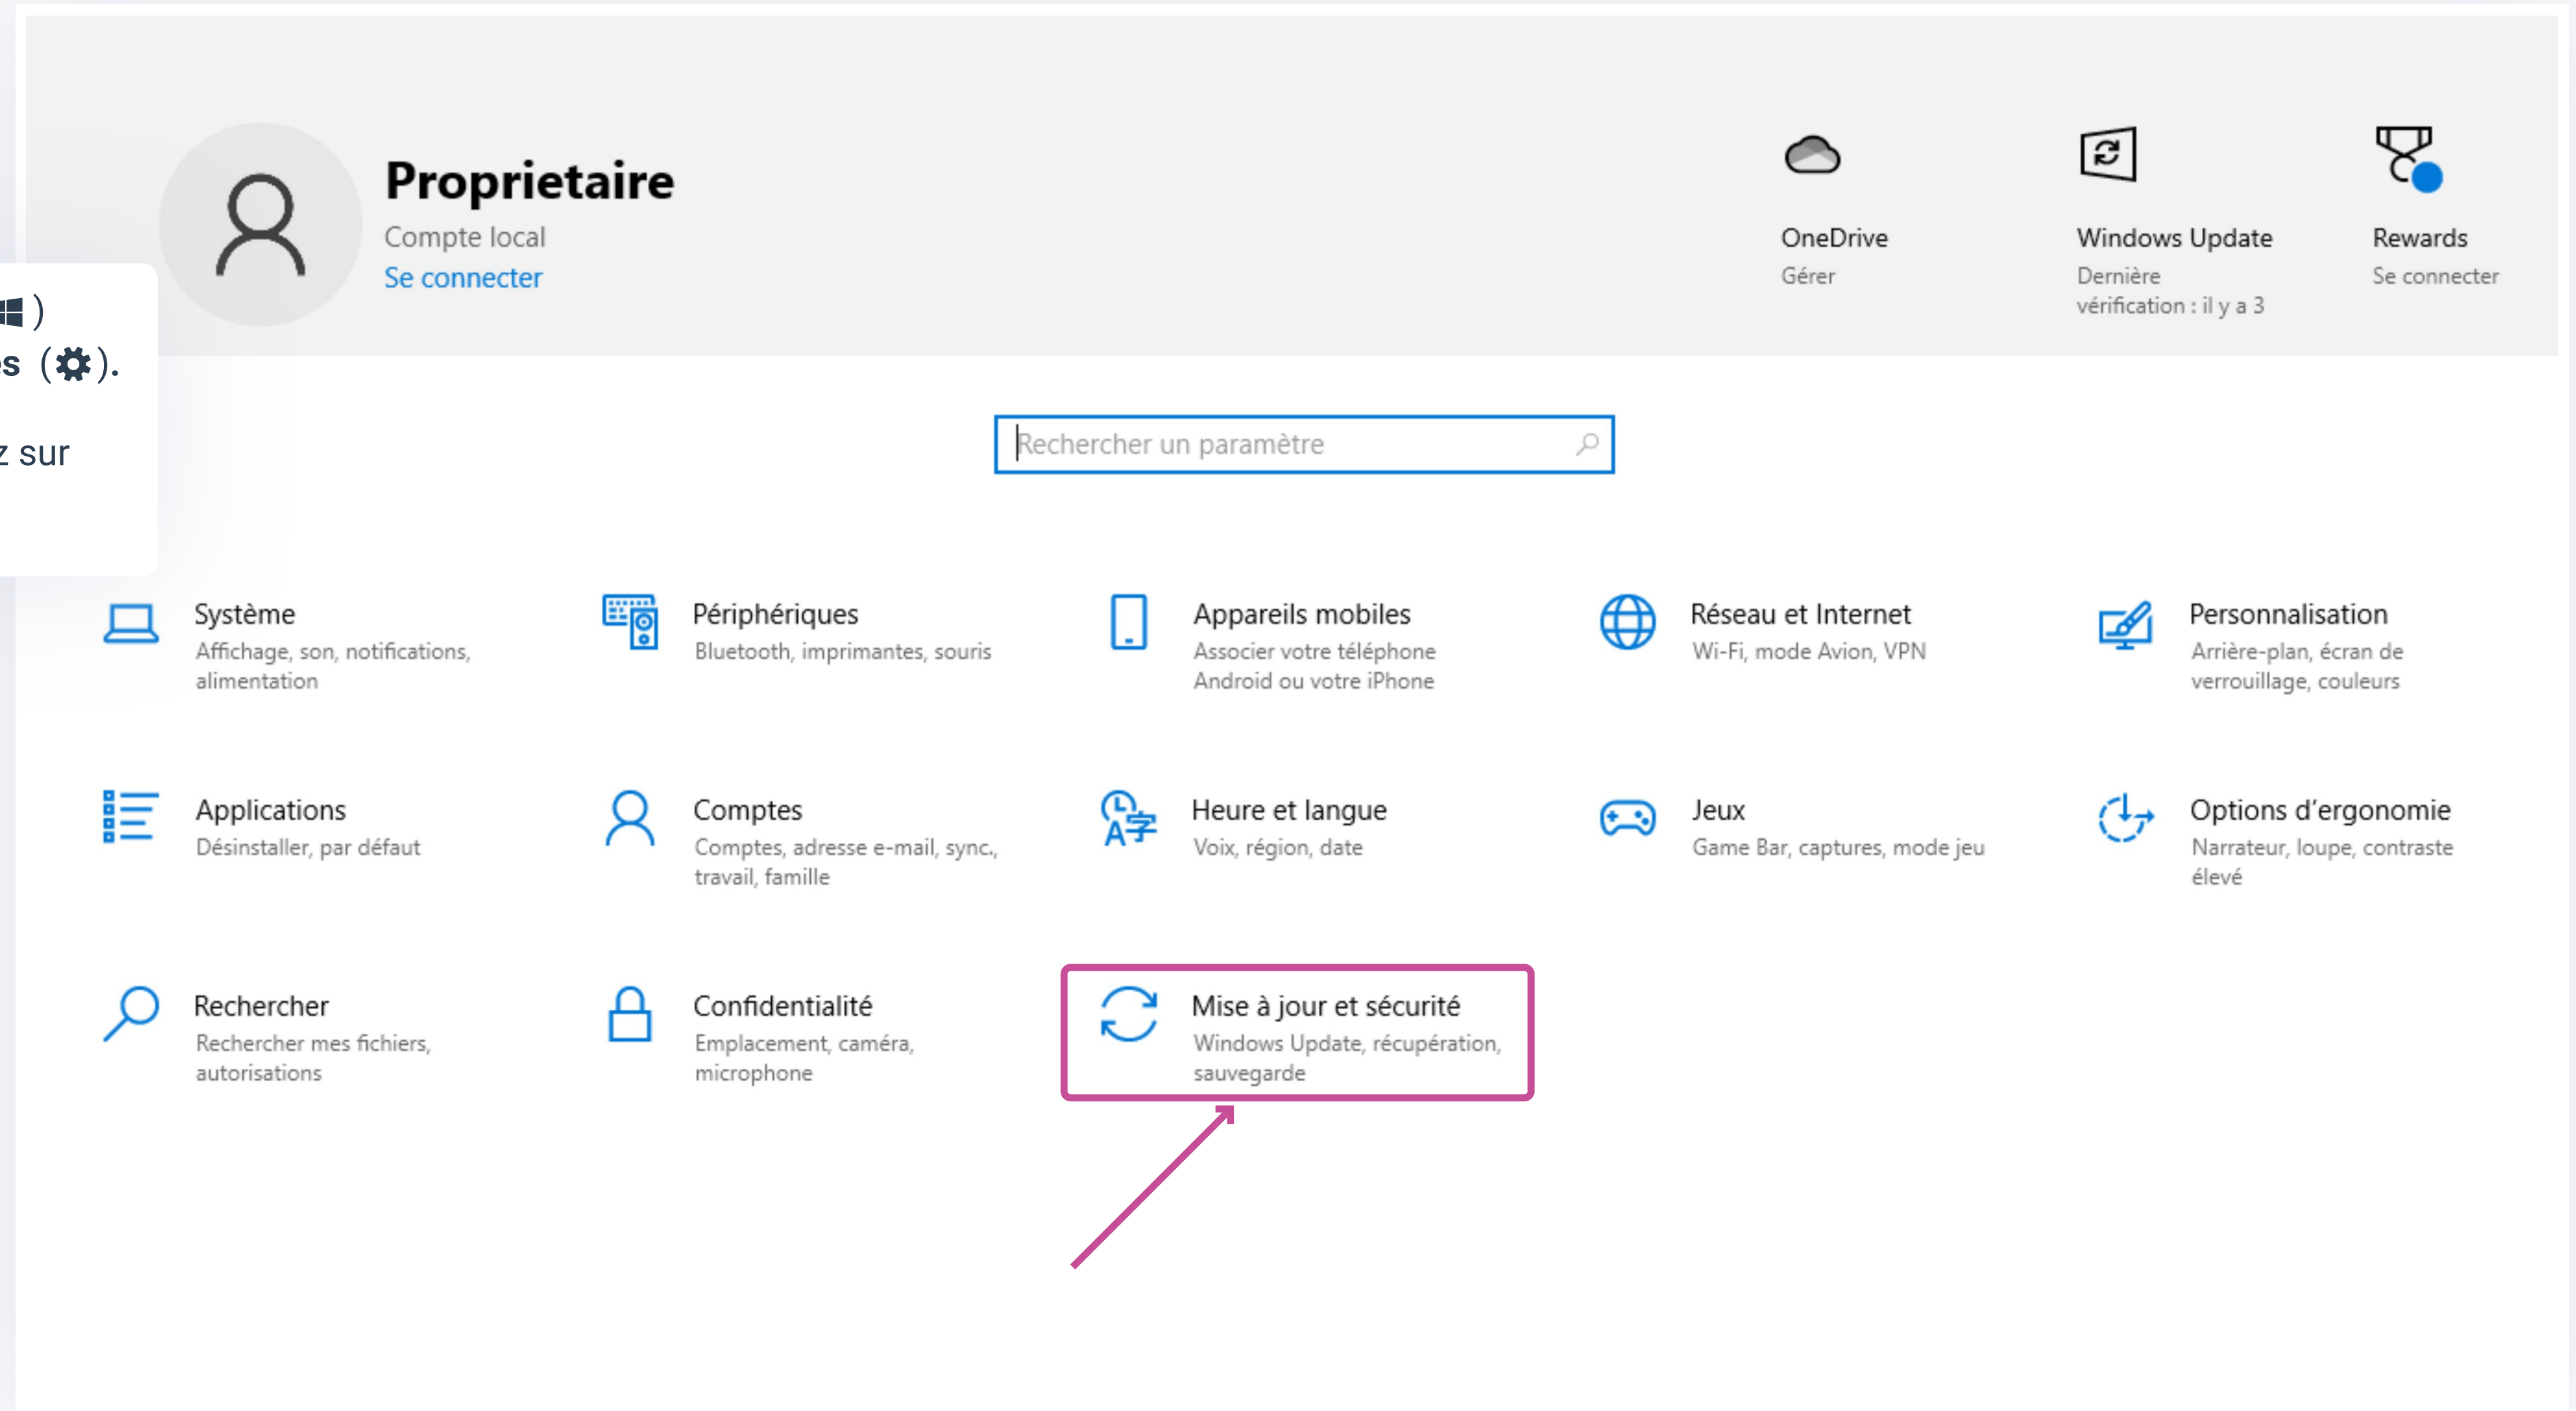 Proprietaire
Compte local
Se connecter
OneDrive
Gérer
Windows Update
Dernière
vérification : il y a 3
Rewards
Se connecter
)
es ( ).
z sur
Rechercher un paramètre
Système
Affichage, son, notifications,
alimentation
Périphériques
Bluetooth, imprimantes, souris
Appareils mobiles
Associer votre téléphone
Android ou votre iPhone
Réseau et Internet
Wi-Fi, mode Avion, VPN
Personnalisation
Arrière-plan, écran de
verrouillage, couleurs
Applications
Désinstaller, par défaut
Comptes
Comptes, adresse e-mail, sync.,
travail, famille
Heure et langue
Voix, région, date
Jeux
Game Bar, captures, mode jeu
Options d'ergonomie
Narrateur, loupe, contraste
élevé
Rechercher
Rechercher mes fichiers,
autorisations
Confidentialité
Emplacement, caméra,
microphone
Mise à jour et sécurité
Windows Update, récupération,
sauvegarde